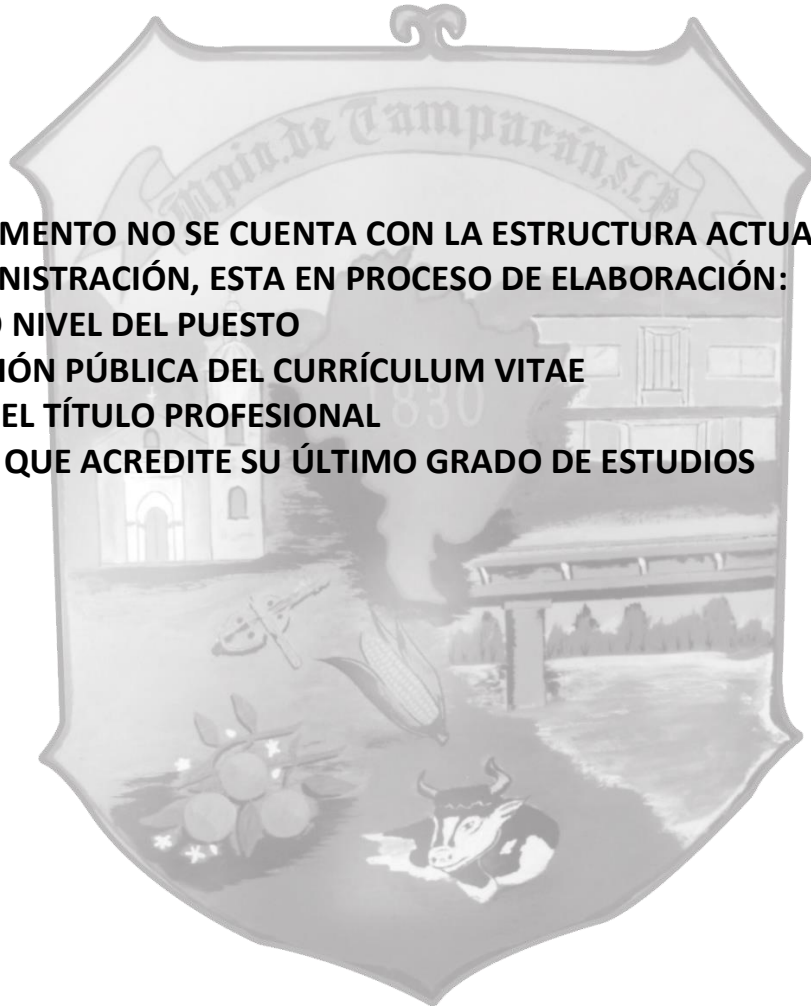 Mpio. de Tampacán, S.L.P.
MENTO NO SE CUENTA CON LA ESTRUCTURA ACTUA
NISTRACIÓN, ESTA EN PROCESO DE ELABORACIÓN:
O NIVEL DEL PUESTO
IÓN PÚBLICA DEL CURRÍCULUM VITAE
EL TÍTULO PROFESIONAL
QUE ACREDITE SU ÚLTIMO GRADO DE ESTUDIOS
830